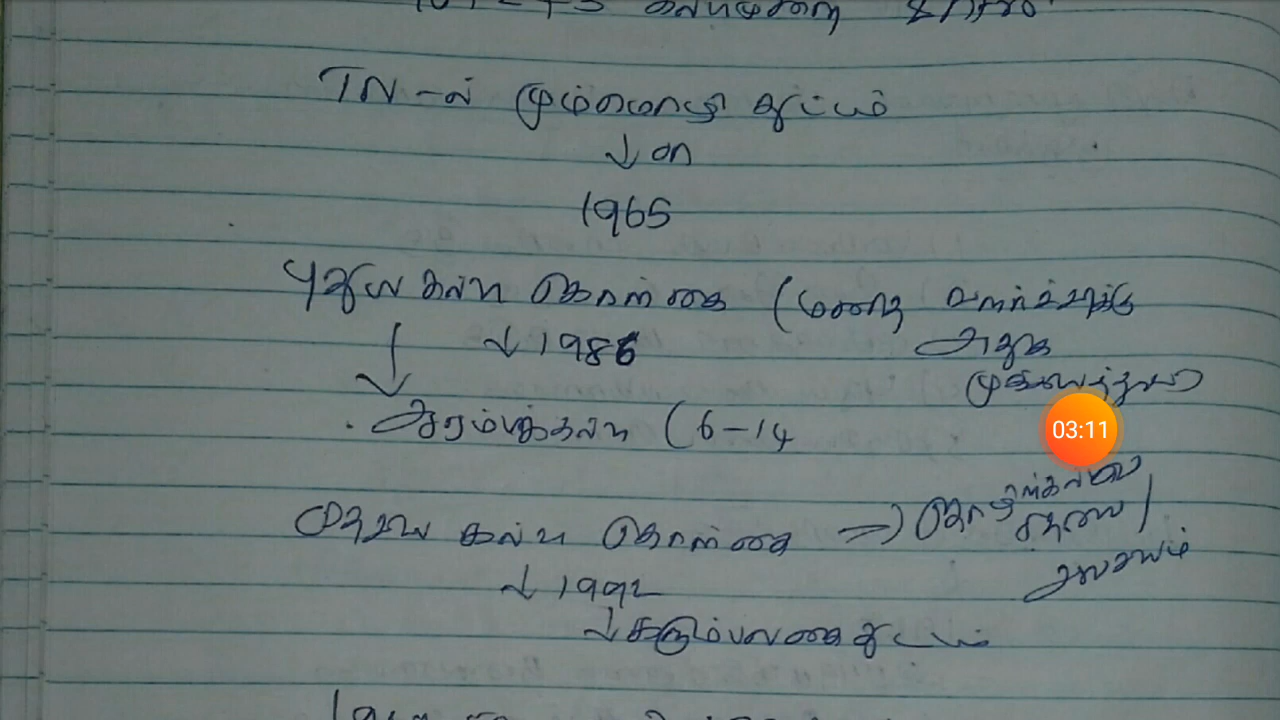 TN-ல் மும்மொழி திட்டம்
↓ on
1965
புதிய கல்வி கொள்கை (மனித வளர்ச்சிக்கு
↓ 1986 அதிக
முக்கியத்துவம்)
. ஆரம்பக்கல்வி (6-14
03:11
தேசிய கல்வி கொள்கை ⇒
↓ 1992
↓ கரும்பலகை திட்டம்